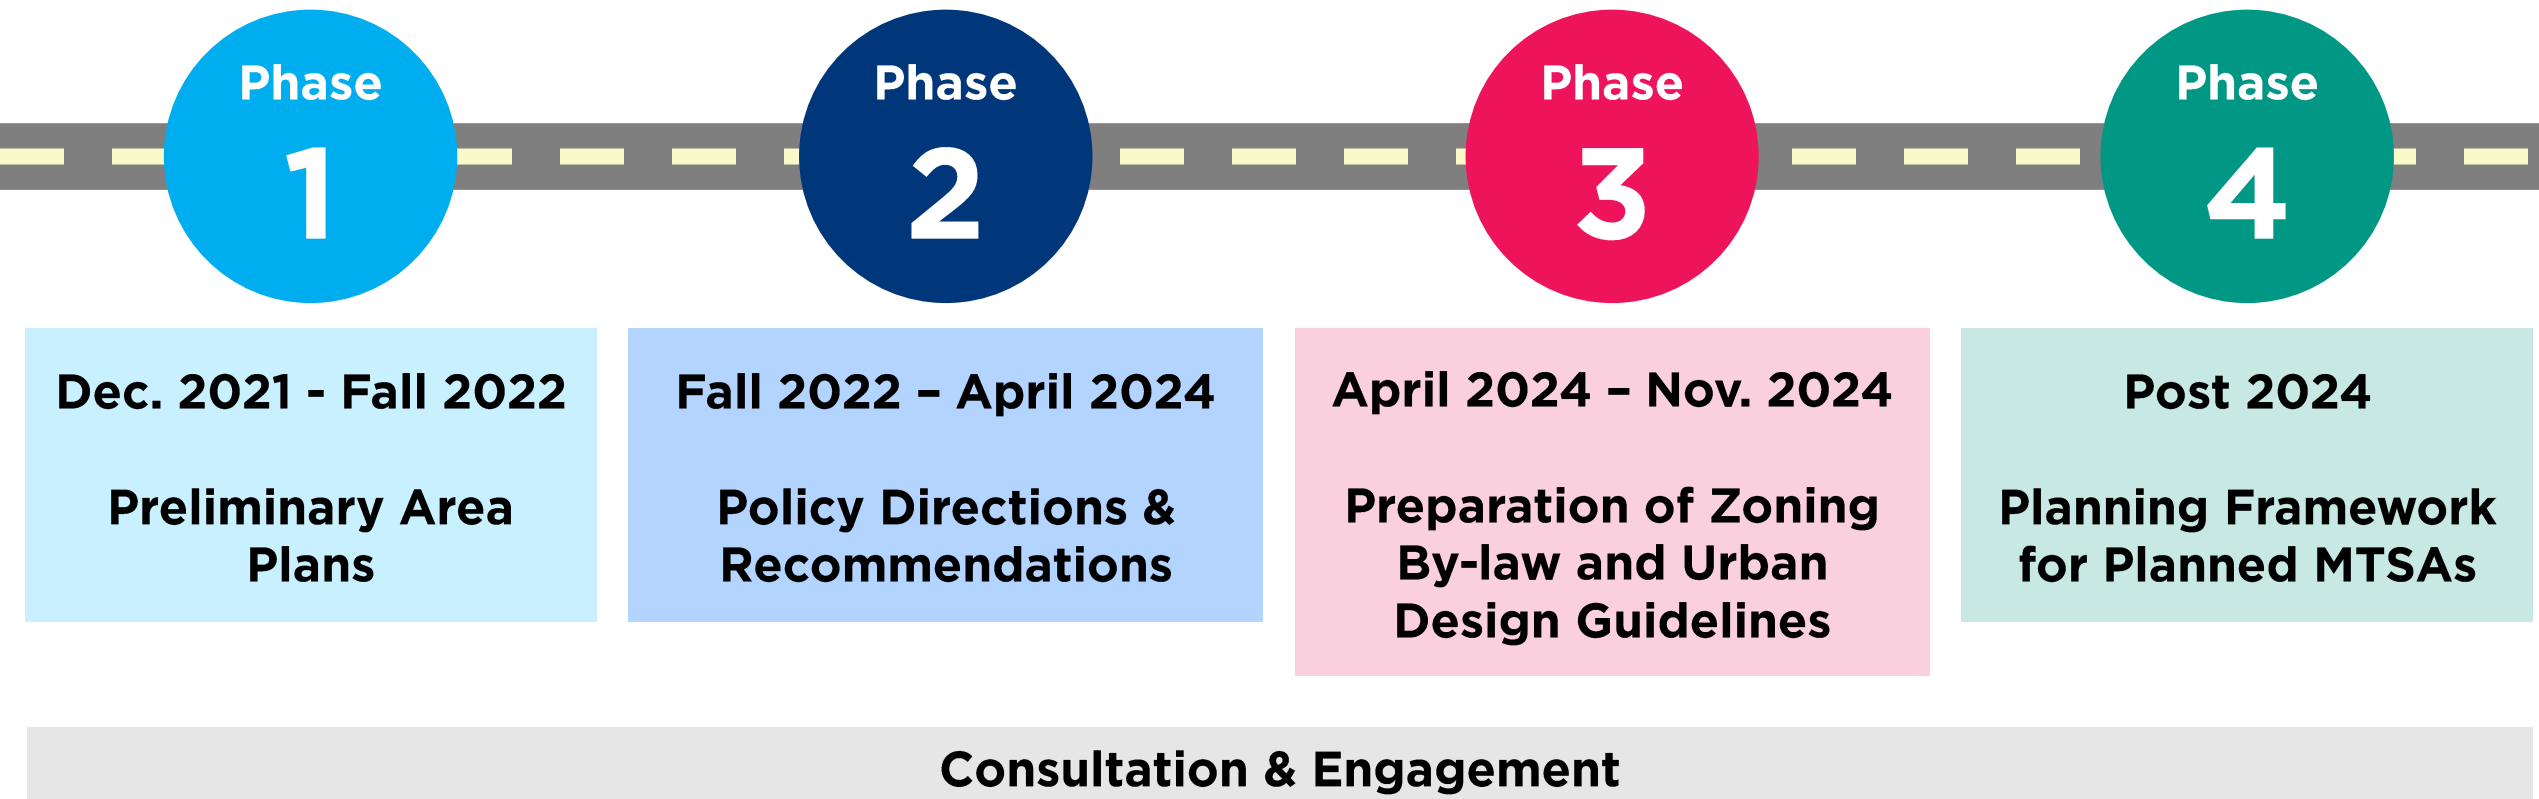 Phase
1
Phase
2
Phase
3
Phase
4
Dec. 2021 - Fall 2022
Preliminary Area
Plans
Fall 2022 – April 2024
Policy Directions &
Recommendations
April 2024 – Nov. 2024
Preparation of Zoning
By-law and Urban
Design Guidelines
Post 2024
Planning Framework
for Planned MTSAs
Consultation & Engagement